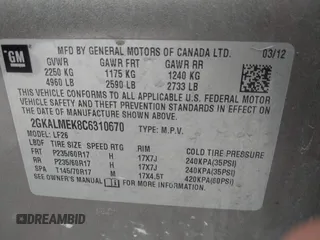 GM
MFD BY GENERAL MOTORS OF CANADA LTD. 03/12
GVWR GAWR FRT GAWR RR
2250 KG 1175 KG 1240 KG
4960 LB 2590 LB 2733 LB
THIS VEHICLE CONFORMS TO ALL APPLICABLE U.S. FEDERAL
MOTOR VEHICLE SAFETY, BUMPER, AND THEFT PREVENTION
STANDARDS IN EFFECT ON THE DATE OF MANUFACTURE SHOWN ABOVE.
2GKALMEK8C6310670 TYPE: M.P.V.
LF26
TIRE SIZE SPEED RTG RIM COLD TIRE PRESSURE
FRT P235/60R17 H 17X7J 240KPA(35PSI)
RR P235/60R17 H 17X7J 240KPA(35PSI)
SPA T145/70R17 M 17X4.5T 420KPA(60PSI)
SEE OWNER'S MANUAL FOR ADDITIONAL INFORMATION.